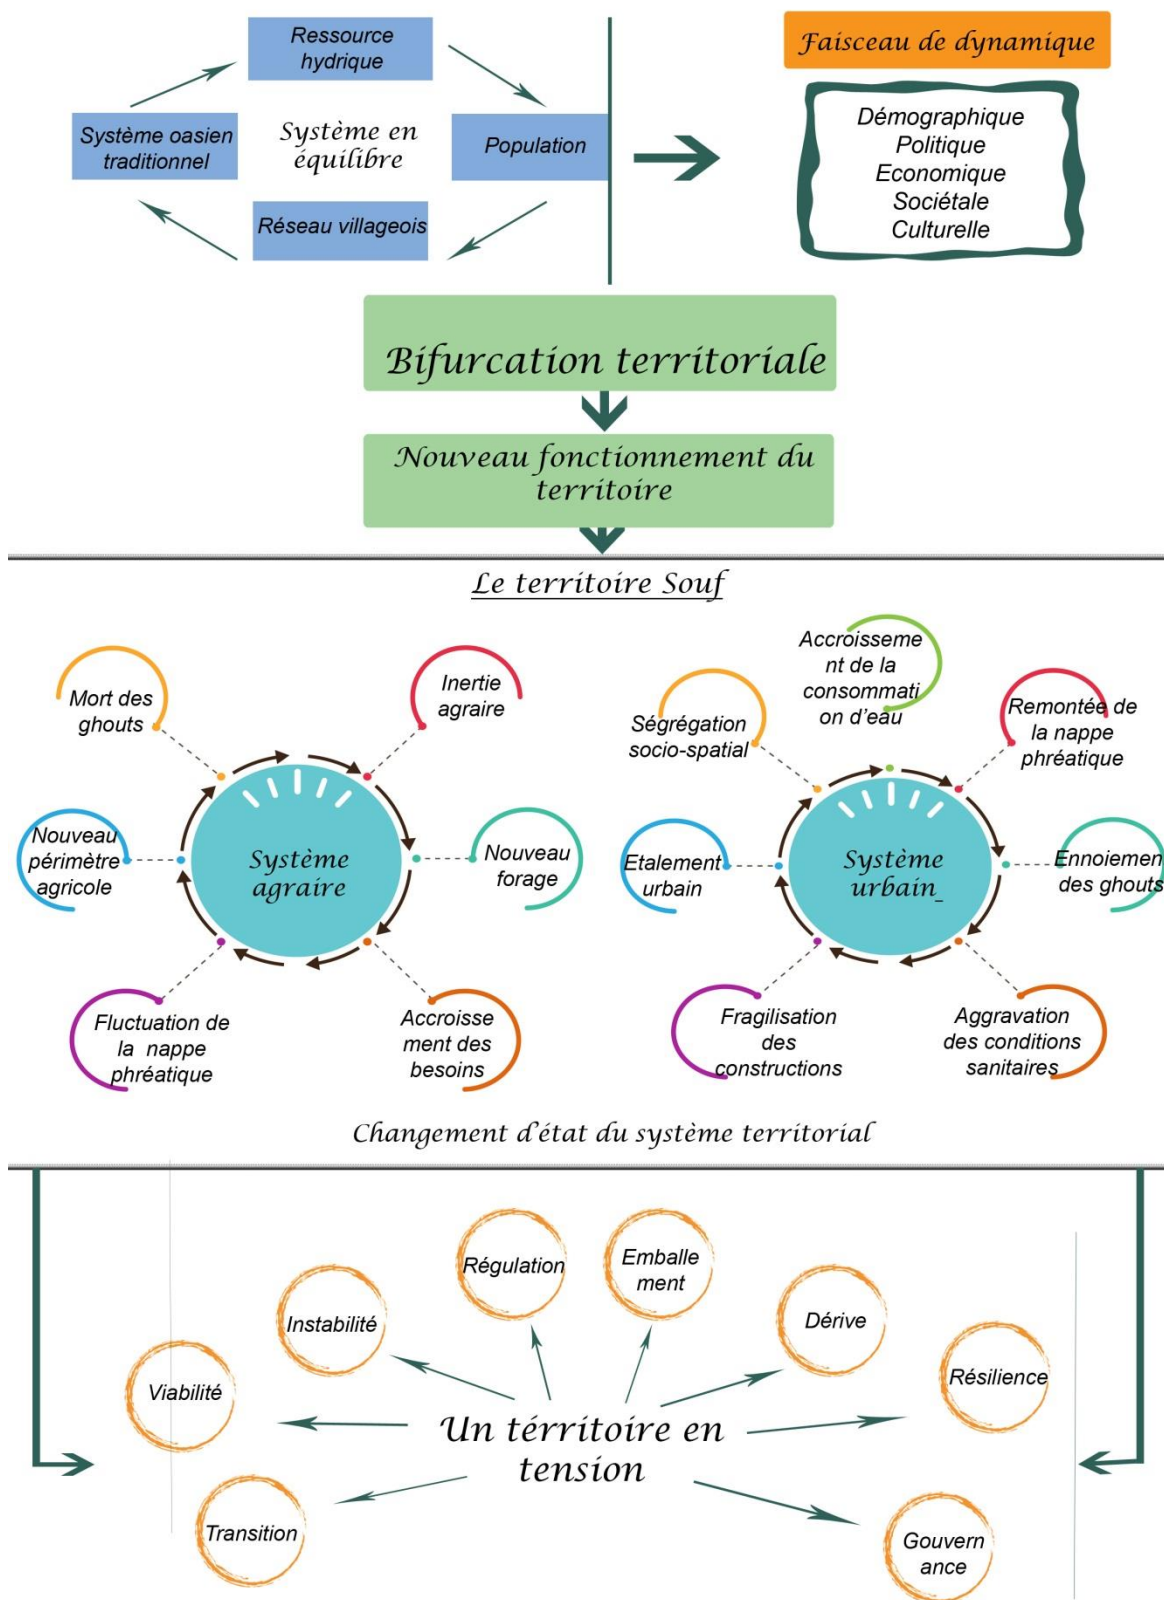 Ressource
hydrique
Système oasien
traditionnel
Système en
équilibre
Population
Réseau villageois
Faisceau de dynamique
Démographique
Politique
Economique
Sociétale
Culturelle
Bifurcation territoriale
Nouveau fonctionnement du
territoire
Le territoire Souf
Mort des
ghouts
Inertie
agraire
Nouveau
périmètre
agricole
Système
agraire
Nouveau
forage
Fluctuation de
la nappe
phréatique
Accroisse
ment des
besoins
Accroisseme
nt de la
consommati
on d'eau
Ségrégation
socio-spatial
Remontée de
la nappe
phréatique
Etalement
urbain
Système
urbain_
Ennoiement
des ghouts
Fragilisation
des
constructions
Aggravation
des conditions
sanitaires
Changement d'état du système territorial
Régulation
Emballe
ment
Instabilité
Dérive
Viabilité
Résilience
Un térritoire en
tension
Transition
Gouvern
ance